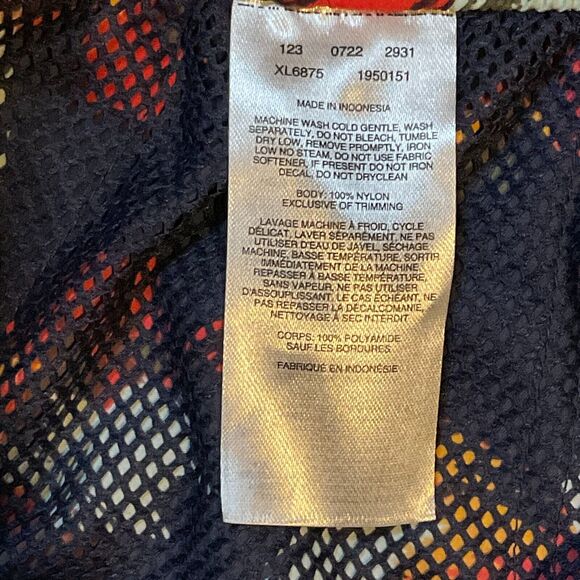 123 0722 2931
XL6875 1950151
MADE IN INDONESIA
MACHINE WASH COLD GENTLE, WASH
SEPARATELY, DO NOT BLEACH, TUMBLE
DRY LOW, REMOVE PROMPTLY, IRON
LOW NO STEAM, DO NOT USE FABRIC
SOFTENER, IF PRESENT DO NOT IRON
DECAL, DO NOT DRYCLEAN
BODY: 100% NYLON
EXCLUSIVE OF TRIMMING
LAVAGE MACHINE À FROID, CYCLE
DÉLICAT, LAVER SÉPARÉMENT, NE PAS
UTILISER D'EAU DE JAVEL, SÉCHAGE
MACHINE, BASSE TEMPÉRATURE, SORTIR
IMMÉDIATEMENT DE LA MACHINE,
REPASSER À BASSE TEMPÉRATURE,
SANS VAPEUR, NE PAS UTILISER
D'ASSOUPLISSANT, LE CAS ÉCHÉANT, NE
PAS REPASSER LA DÉCALCOMANIE,
NETTOYAGE À SEC INTERDIT
CORPS: 100% POLYAMIDE
SAUF LES BORDURES
FABRIQUÉ EN INDONÉSIE